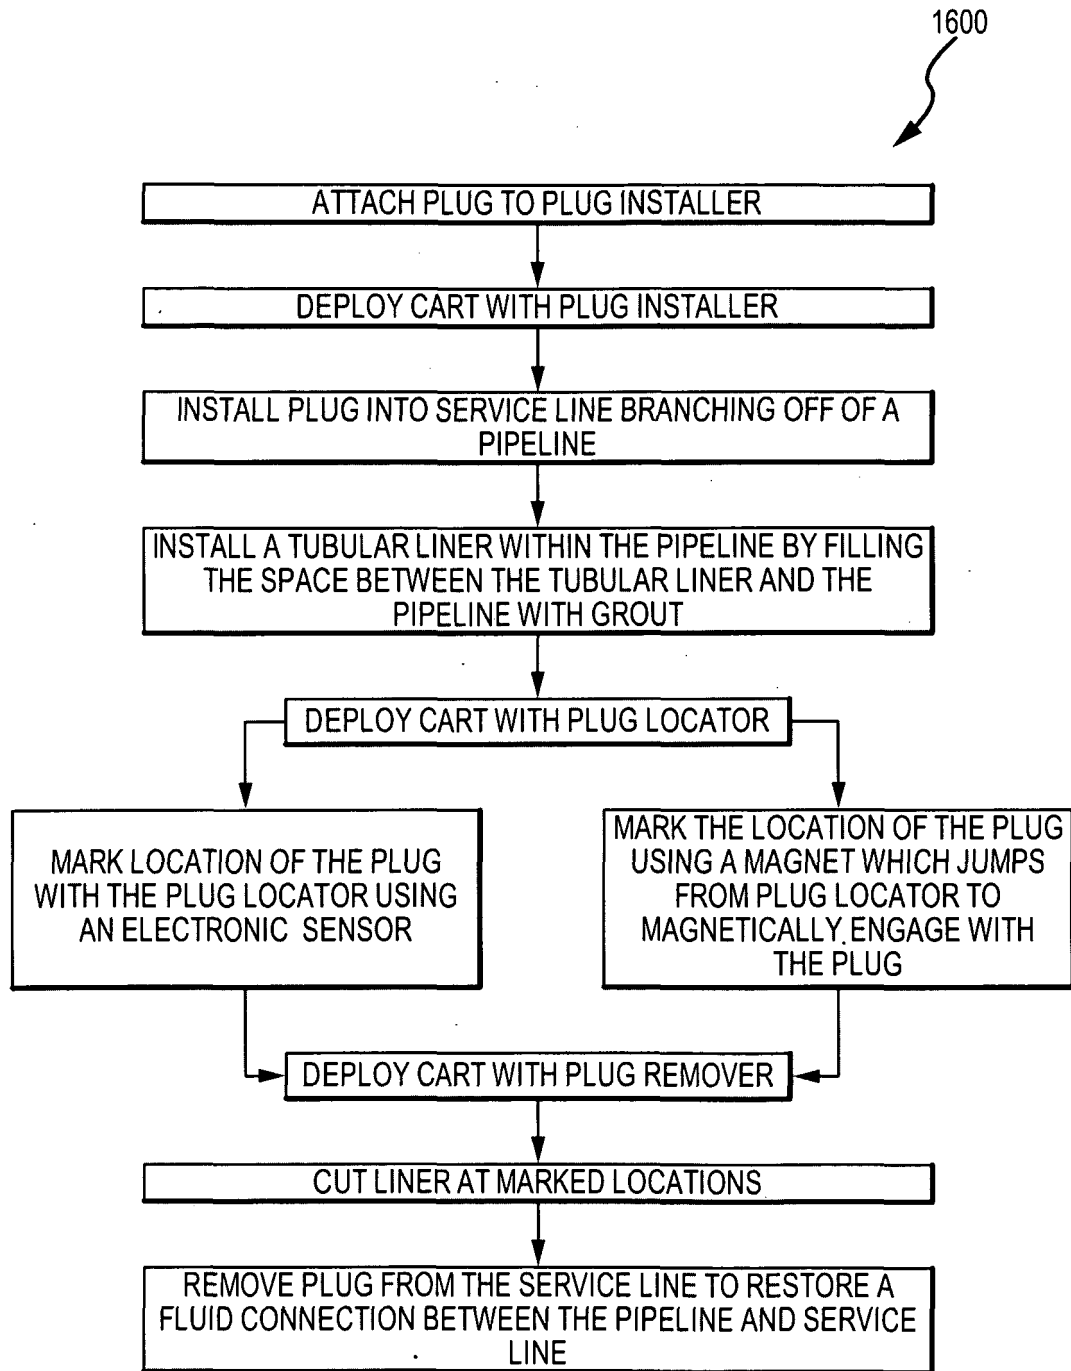 1600
ATTACH PLUG TO PLUG INSTALLER
DEPLOY CART WITH PLUG INSTALLER
INSTALL PLUG INTO SERVICE LINE BRANCHING OFF OF A
PIPELINE
INSTALL A TUBULAR LINER WITHIN THE PIPELINE BY FILLING
THE SPACE BETWEEN THE TUBULAR LINER AND THE
PIPELINE WITH GROUT
DEPLOY CART WITH PLUG LOCATOR
MARK LOCATION OF THE PLUG
WITH THE PLUG LOCATOR USING
AN ELECTRONIC SENSOR
MARK THE LOCATION OF THE PLUG
USING A MAGNET WHICH JUMPS
FROM PLUG LOCATOR TO
MAGNETICALLY ENGAGE WITH
THE PLUG
DEPLOY CART WITH PLUG REMOVER
CUT LINER AT MARKED LOCATIONS
REMOVE PLUG FROM THE SERVICE LINE TO RESTORE A
FLUID CONNECTION BETWEEN THE PIPELINE AND SERVICE
LINE